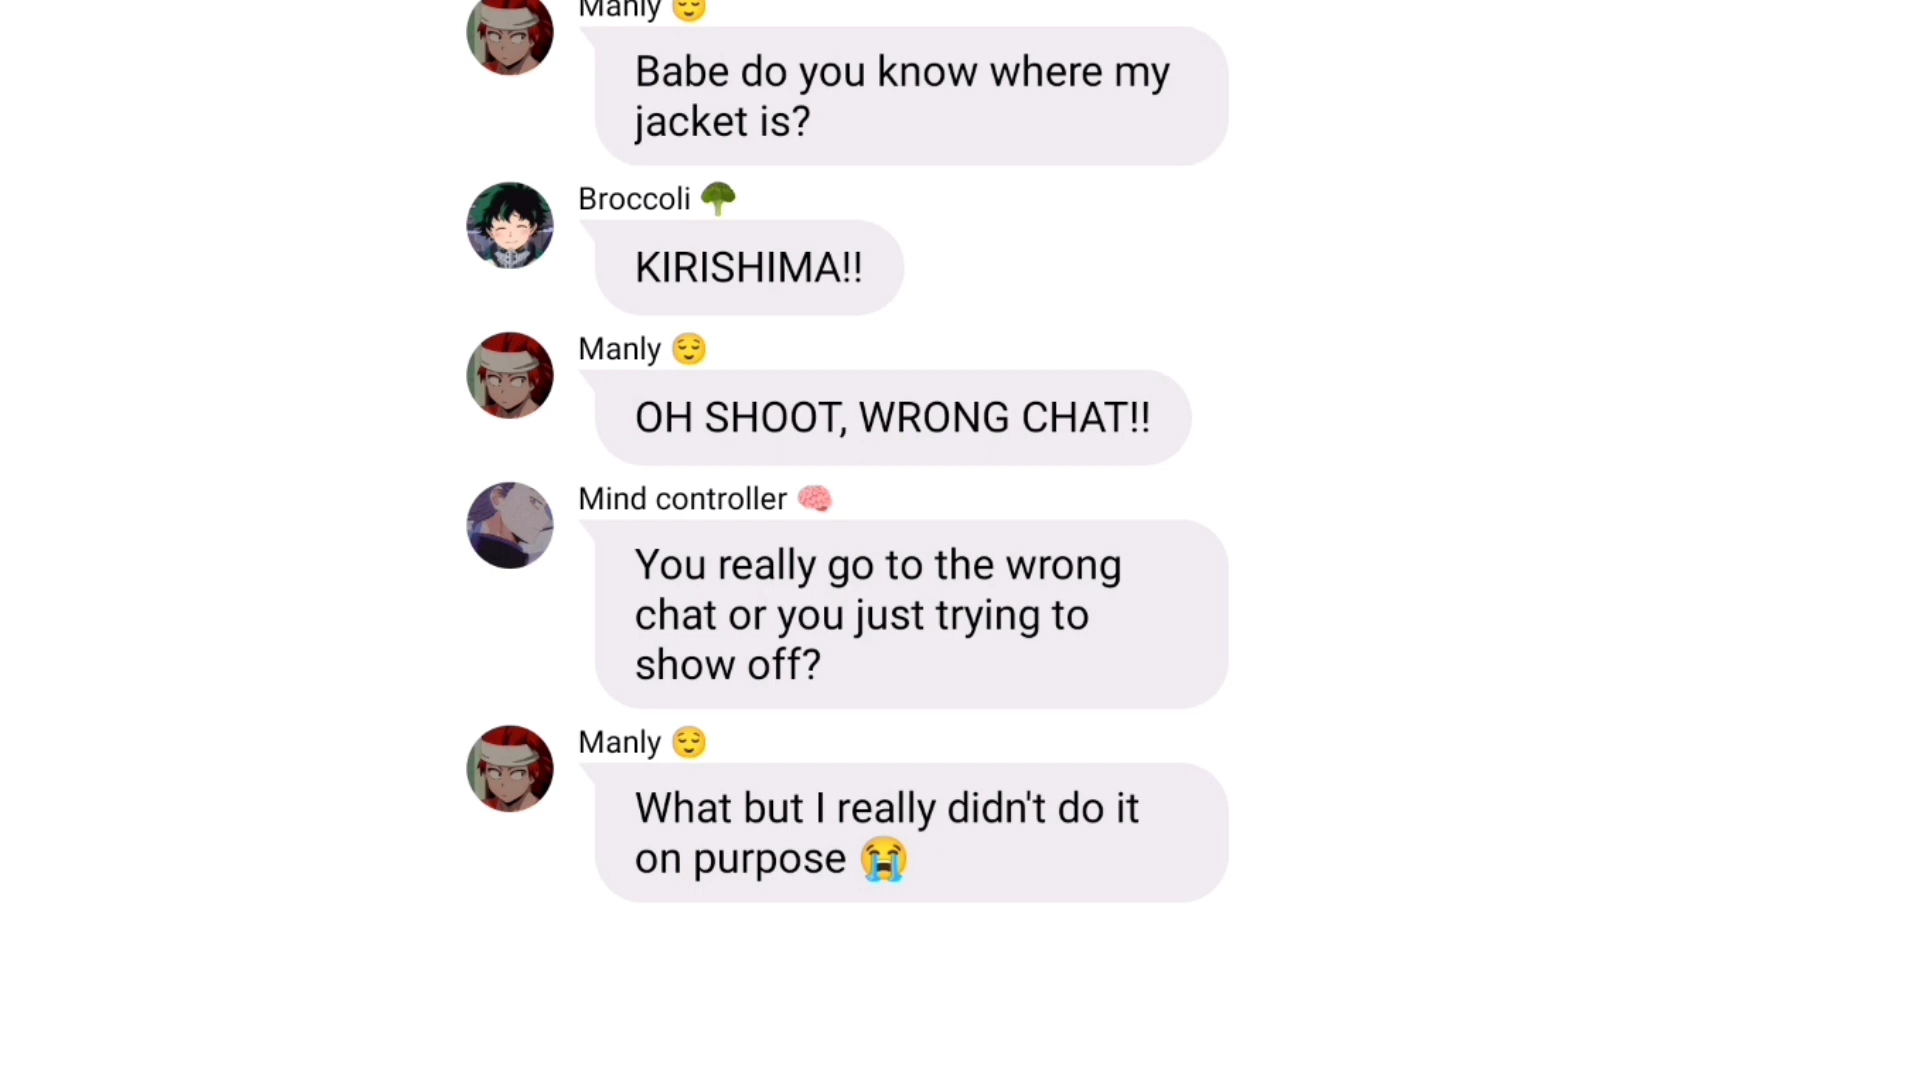 Manly 😌
Babe do you know where my
jacket is?
Broccoli 🥦
KIRISHIMA!!
Manly 😌
OH SHOOT, WRONG CHAT!!
Mind controller 🧠
You really go to the wrong
chat or you just trying to
show off?
Manly 😌
What but I really didn't do it
on purpose 😭